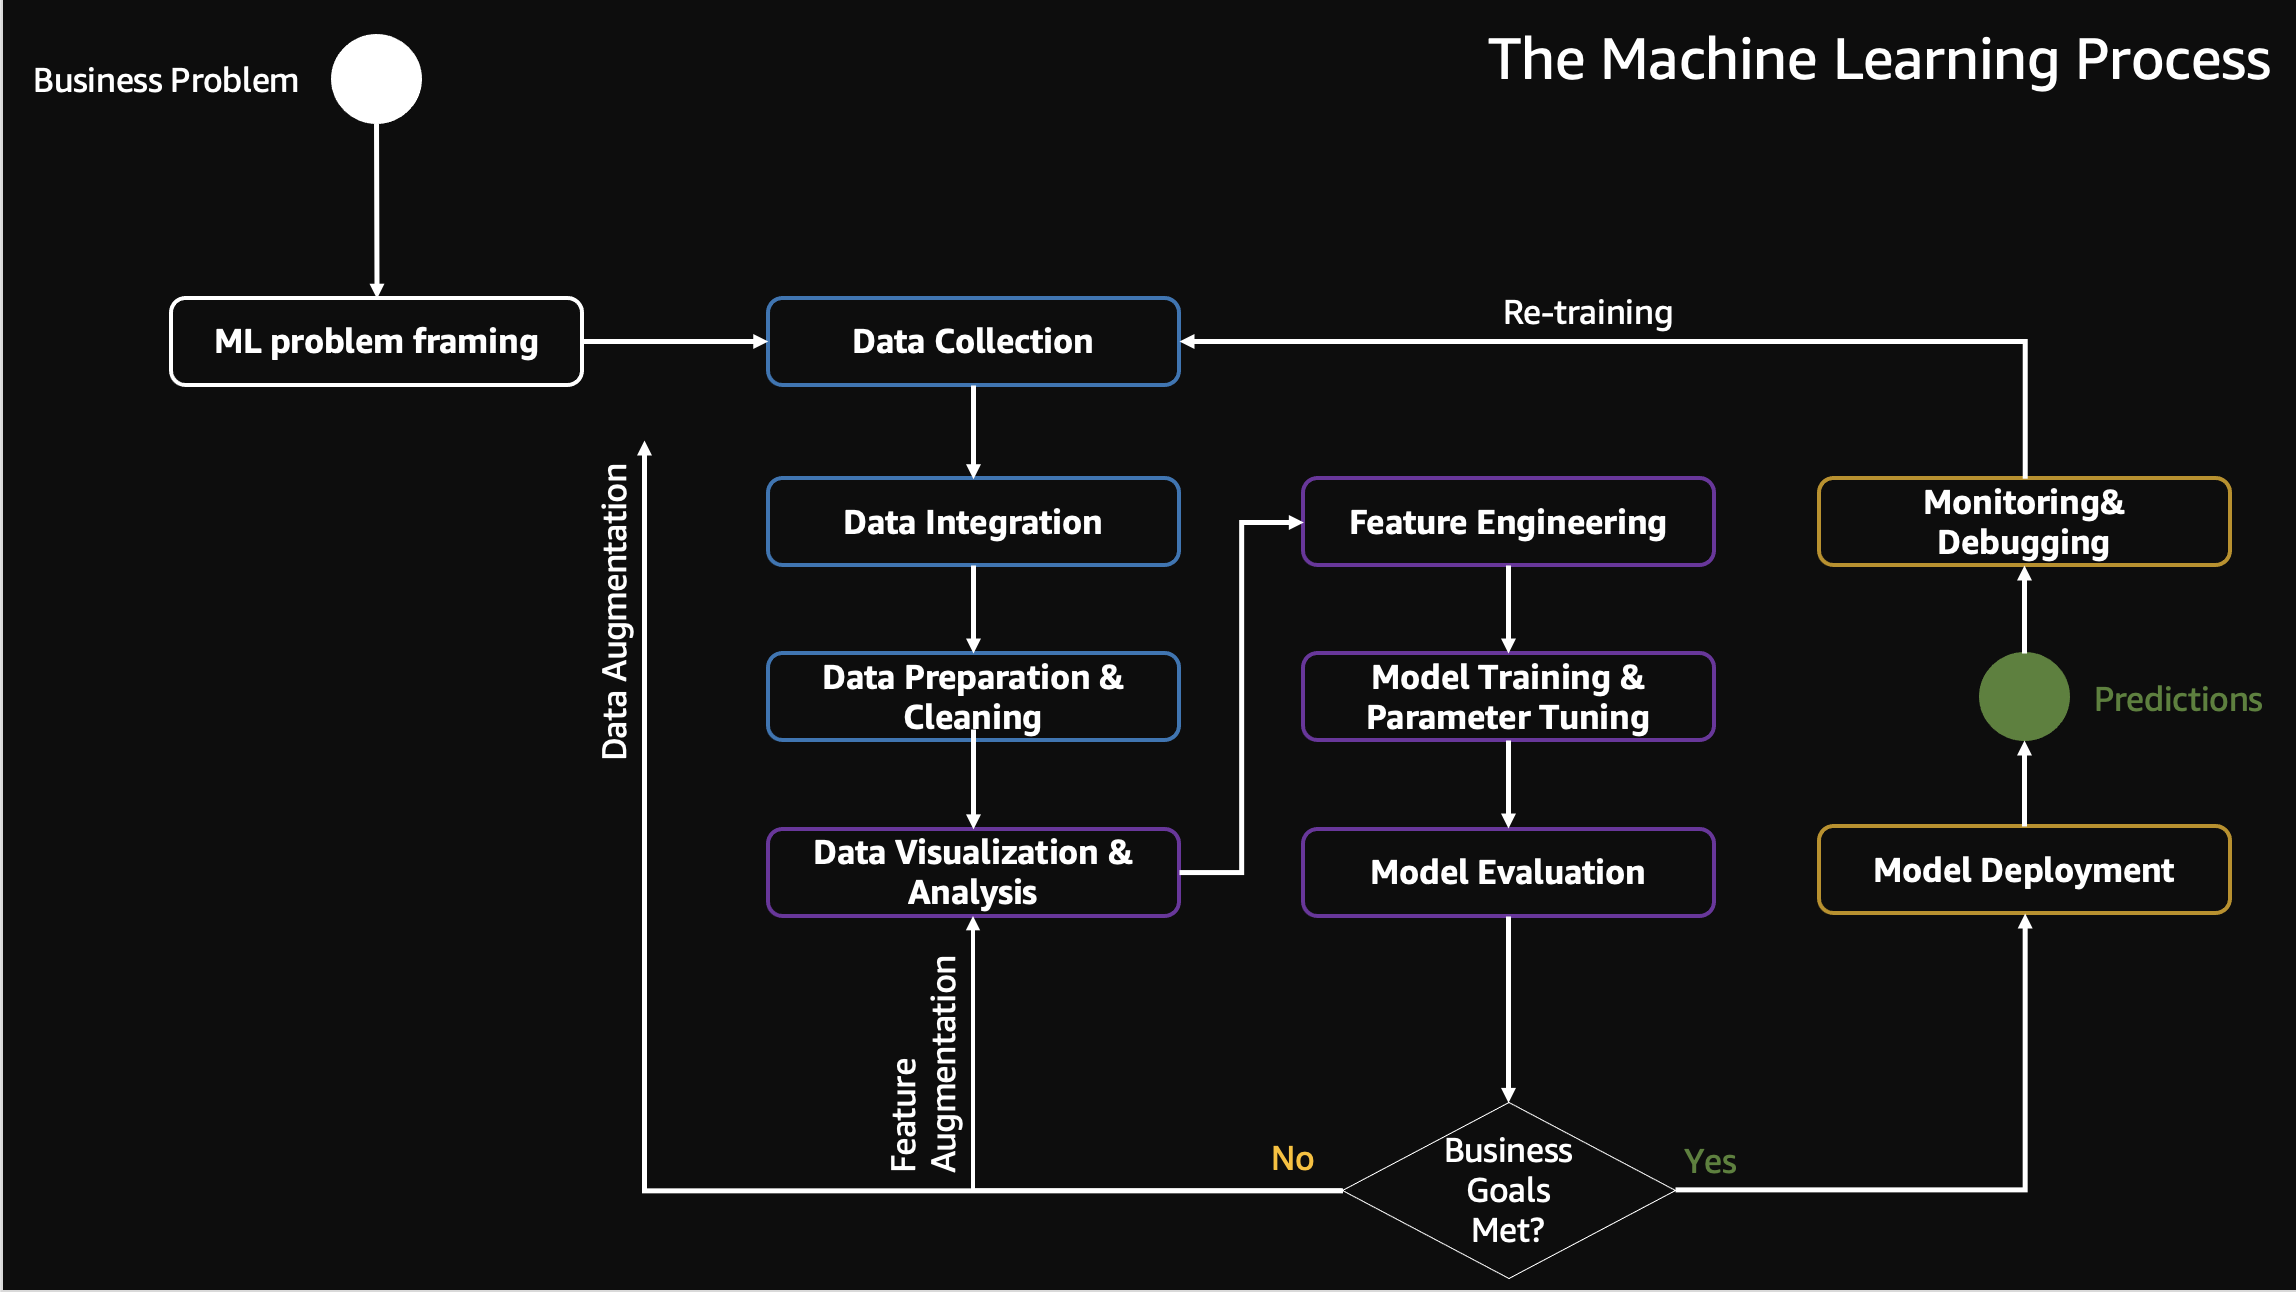 The Machine Learning Process
Business Problem
ML problem framing
Data Collection
Re-training
Data Augmentation
Data Integration
Feature Engineering
Monitoring&
Debugging
Data Preparation &
Cleaning
Model Training &
Parameter Tuning
Predictions
Data Visualization &
Analysis
Model Evaluation
Model Deployment
Feature
Augmentation
No
Business
Goals
Met?
Yes